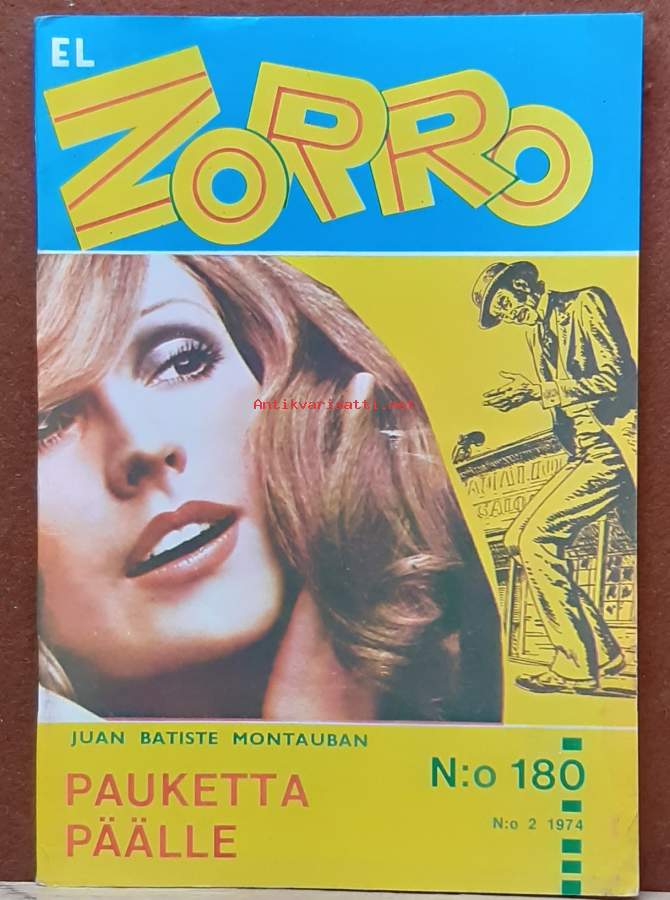 EL
ZORRO
Antikvariaatti.net
JUAN BATISTE MONTAUBAN
PAUKETTA
PÄÄLLE
N:o 180
N:o 2 1974